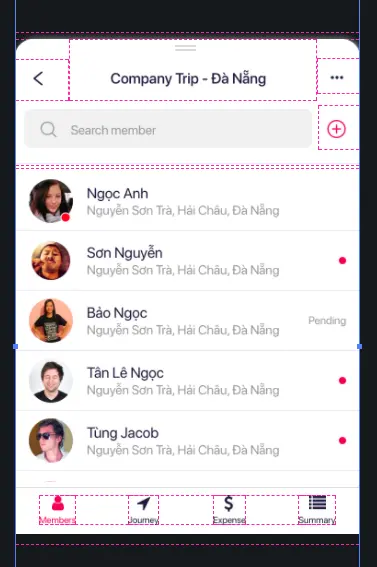 Company Trip - Đà Nẵng
Search member
Ngọc Anh
Nguyễn Sơn Trà, Hải Châu, Đà Nẵng
Sơn Nguyễn
Nguyễn Sơn Trà, Hải Châu, Đà Nẵng
Bảo Ngọc
Nguyễn Sơn Trà, Hải Châu, Đà Nẵng
Pending
Tân Lê Ngọc
Nguyễn Sơn Trà, Hải Châu, Đà Nẵng
Tùng Jacob
Nguyễn Sơn Trà, Hải Châu, Đà Nẵng
Members Journey Expense Summary